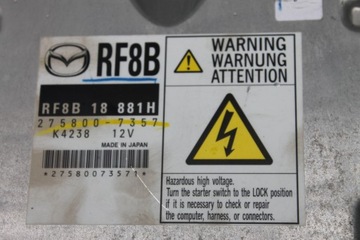 RF8B
RF8B 18 881H
275800-7357
K4238 12V
MADE IN JAPAN
*27580073571*
WARNING
WARNUNG
ATTENTION
Hazardous high voltage.
Turn the starter switch to the LOCK position
if it is necessary to check or repair
the computer, harness, or connectors.